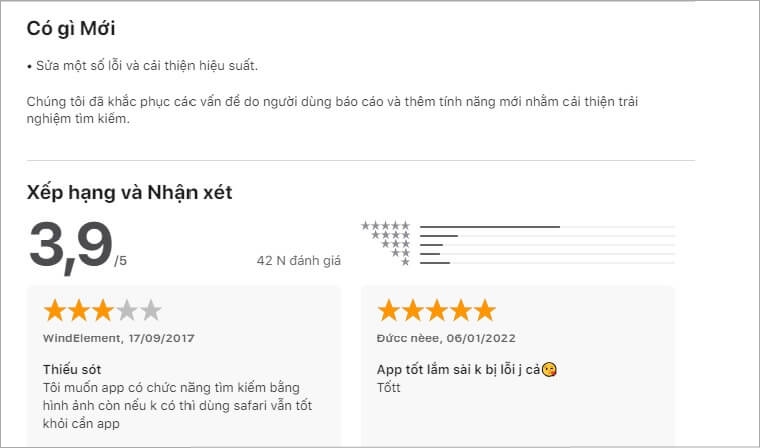 Có gì Mới
• Sửa một số lỗi và cải thiện hiệu suất.
Chúng tôi đã khắc phục các vấn đề do người dùng báo cáo và thêm tính năng mới nhằm cải thiện trải
nghiệm tìm kiếm.
Xếp hạng và Nhận xét
3,9/5
42 N đánh giá
WindElement, 17/09/2017
Thiếu sót
Tôi muốn app có chức năng tìm kiếm bằng
hình ảnh còn nếu k có thì dùng safari vẫn tốt
khỏi cần app
Đứcc nèee, 06/01/2022
App tốt lắm sài k bị lỗi j cả😘
Tốtt